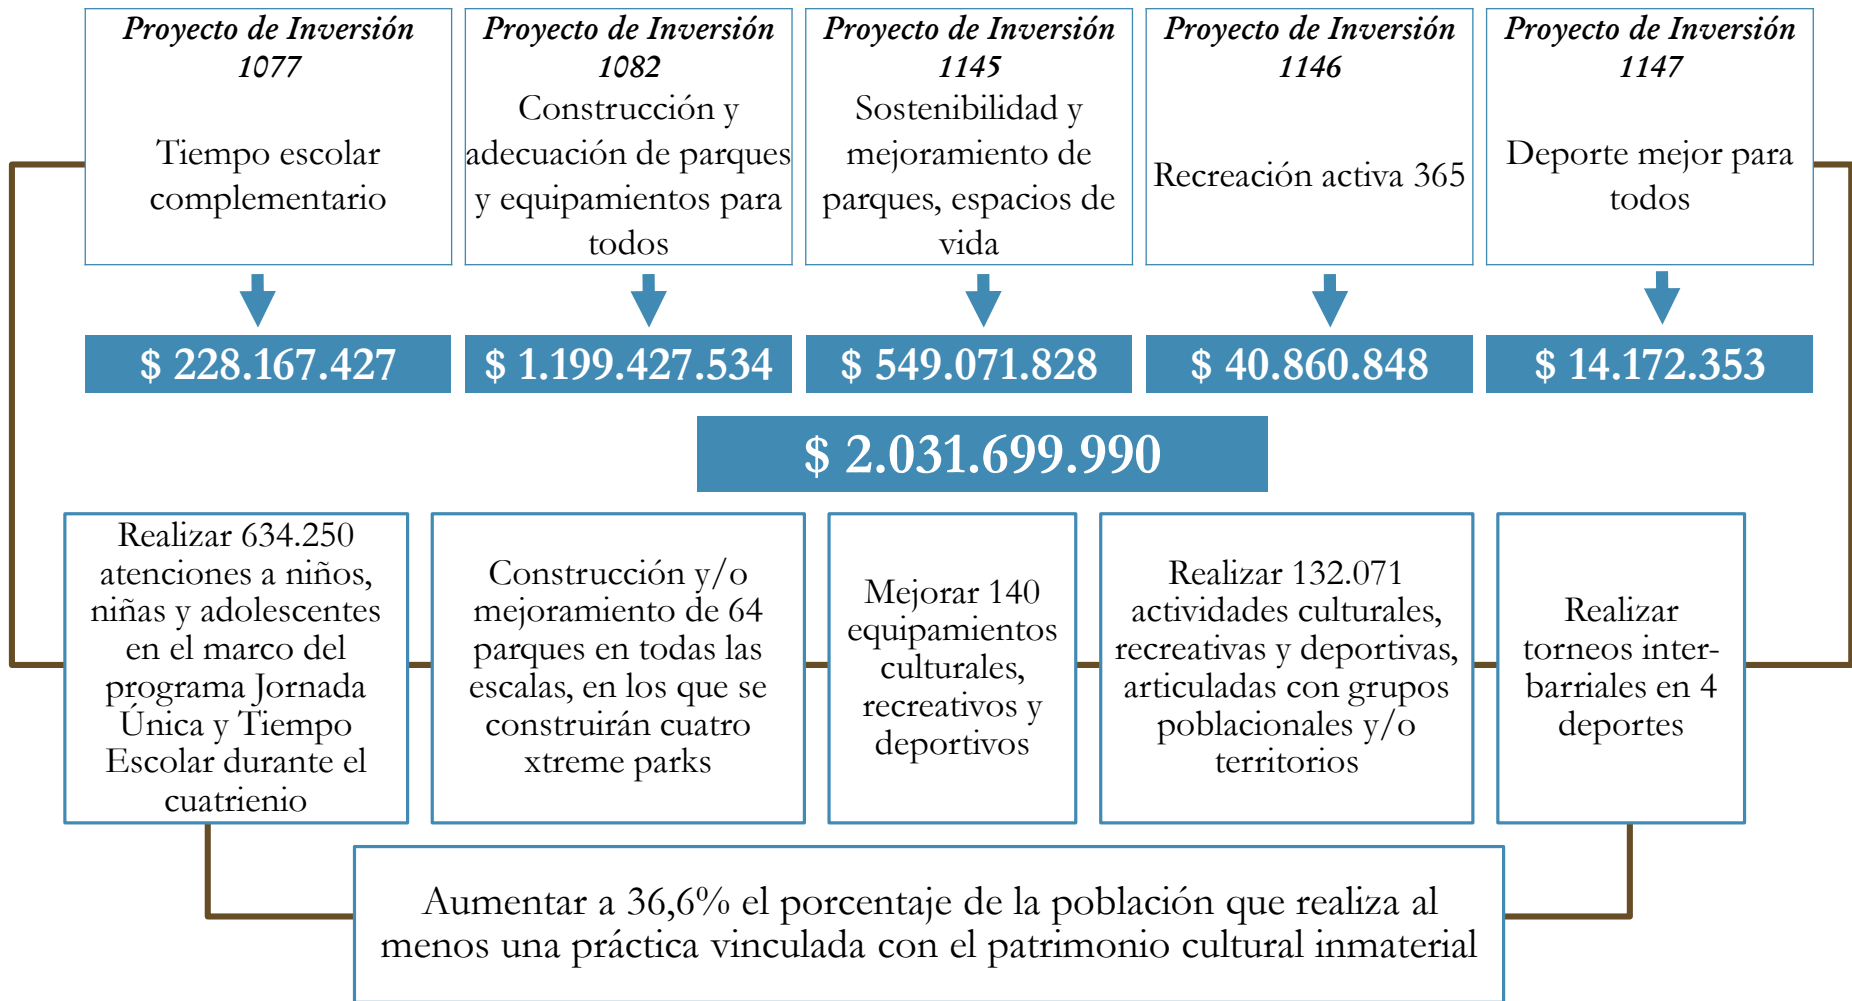 Proyecto de Inversión
1077
Tiempo escolar
complementario
Proyecto de Inversión
1082
Construcción y
adecuación de parques
y equipamientos para
todos
Proyecto de Inversión
1145
Sostenibilidad y
mejoramiento de
parques, espacios de
vida
Proyecto de Inversión
1146
Recreación activa 365
Proyecto de Inversión
1147
Deporte mejor para
todos
$ 228.167.427
$ 1.199.427.534
$ 549.071.828
$ 40.860.848
$ 14.172.353
$ 2.031.699.990
Realizar 634.250
atenciones a niños,
niñas y adolescentes
en el marco del
programa Jornada
Única y Tiempo
Escolar durante el
cuatrienio
Construcción y/o
mejoramiento de 64
parques en todas las
escalas, en los que se
construirán cuatro
xtreme parks
Mejorar 140
equipamientos
culturales,
recreativos y
deportivos
Realizar 132.071
actividades culturales,
recreativas y deportivas,
articuladas con grupos
poblacionales y/o
territorios
Realizar
torneos inter-
barriales en 4
deportes
Aumentar a 36,6% el porcentaje de la población que realiza al
menos una práctica vinculada con el patrimonio cultural inmaterial